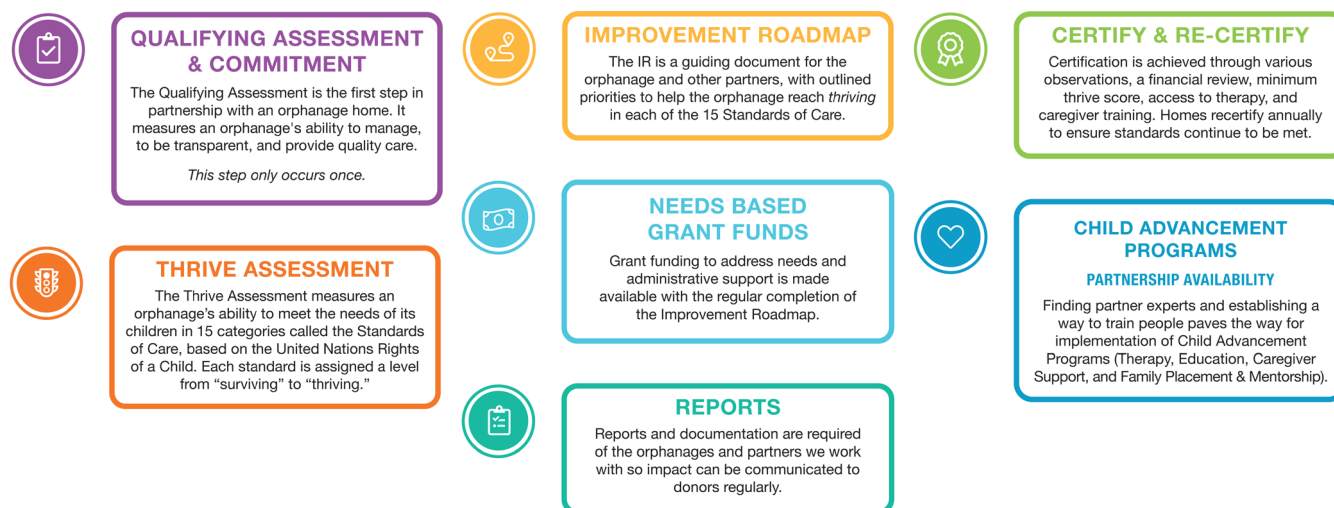 QUALIFYING ASSESSMENT
& COMMITMENT
The Qualifying Assessment is the first step in
partnership with an orphanage home. It
measures an orphanage's ability to manage,
to be transparent, and provide quality care.
This step only occurs once.
THRIVE ASSESSMENT
The Thrive Assessment measures an
orphanage’s ability to meet the needs of its
children in 15 categories called the Standards
of Care, based on the United Nations Rights
of a Child. Each standard is assigned a level
from “surviving” to “thriving.”
IMPROVEMENT ROADMAP
The IR is a guiding document for the
orphanage and other partners, with outlined
priorities to help the orphanage reach thriving
in each of the 15 Standards of Care.
NEEDS BASED
GRANT FUNDS
Grant funding to address needs and
administrative support is made
available with the regular completion of
the Improvement Roadmap.
REPORTS
Reports and documentation are required
of the orphanages and partners we work
with so impact can be communicated to
donors regularly.
CERTIFY & RE-CERTIFY
Certification is achieved through various
observations, a financial review, minimum
thrive score, access to therapy, and
caregiver training. Homes recertify annually
to ensure standards continue to be met.
CHILD ADVANCEMENT
PROGRAMS
PARTNERSHIP AVAILABILITY
Finding partner experts and establishing a
way to train people paves the way for
implementation of Child Advancement
Programs (Therapy, Education, Caregiver
Support, and Family Placement & Mentorship).